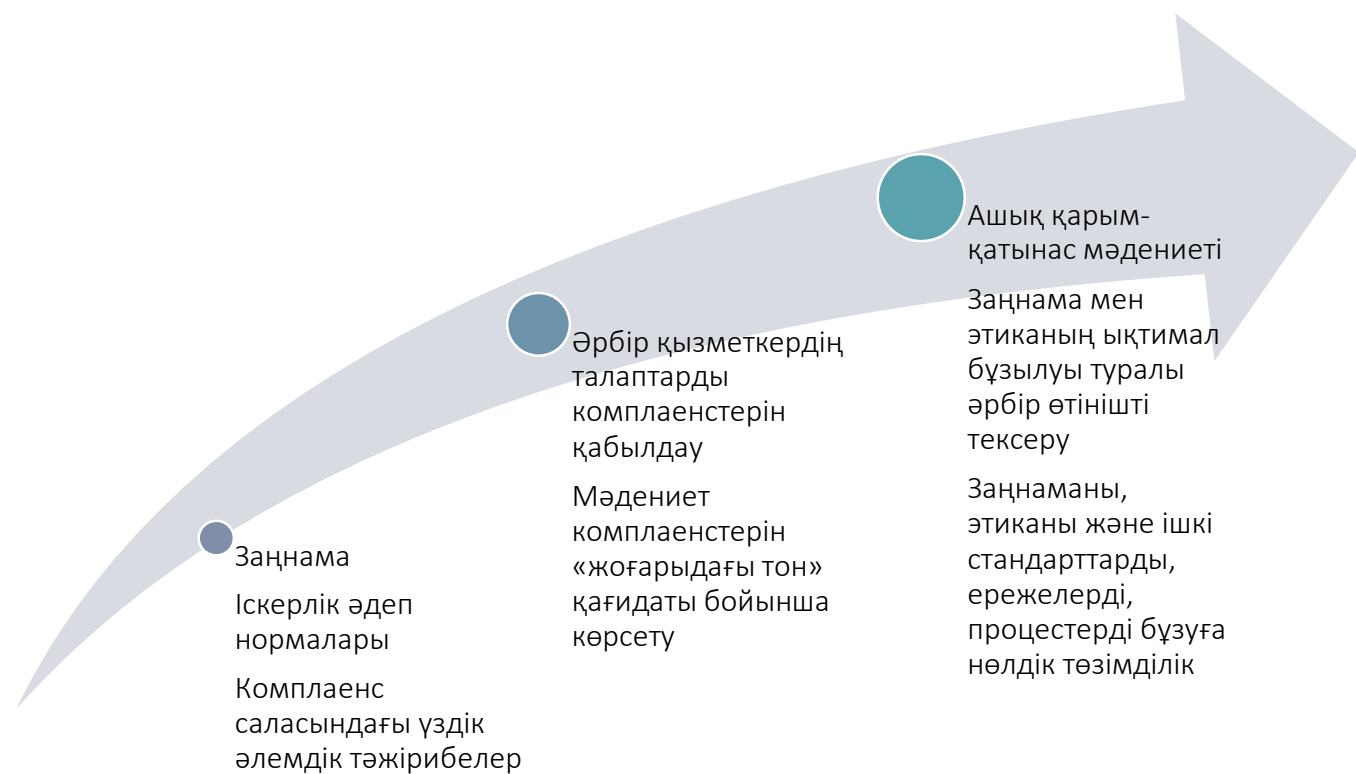 Заңнама
Іскерлік әдеп
нормалары
Комплаенс
саласындағы үздік
әлемдік тәжірибелер
Әрбір қызметкердің
талаптарды
комплаенстерін
қабылдау
Мәдениет
комплаенстерін
«жоғарыдағы тон»
қағидаты бойынша
көрсету
Ашық қарым-
қатынас мәдениеті
Заңнама мен
этиканың ықтимал
бұзылуы туралы
әрбір өтінішті
тексеру
Заңнаманы,
этиканы және ішкі
стандарттарды,
ережелерді,
процестерді бұзуға
нөлдік төзімділік